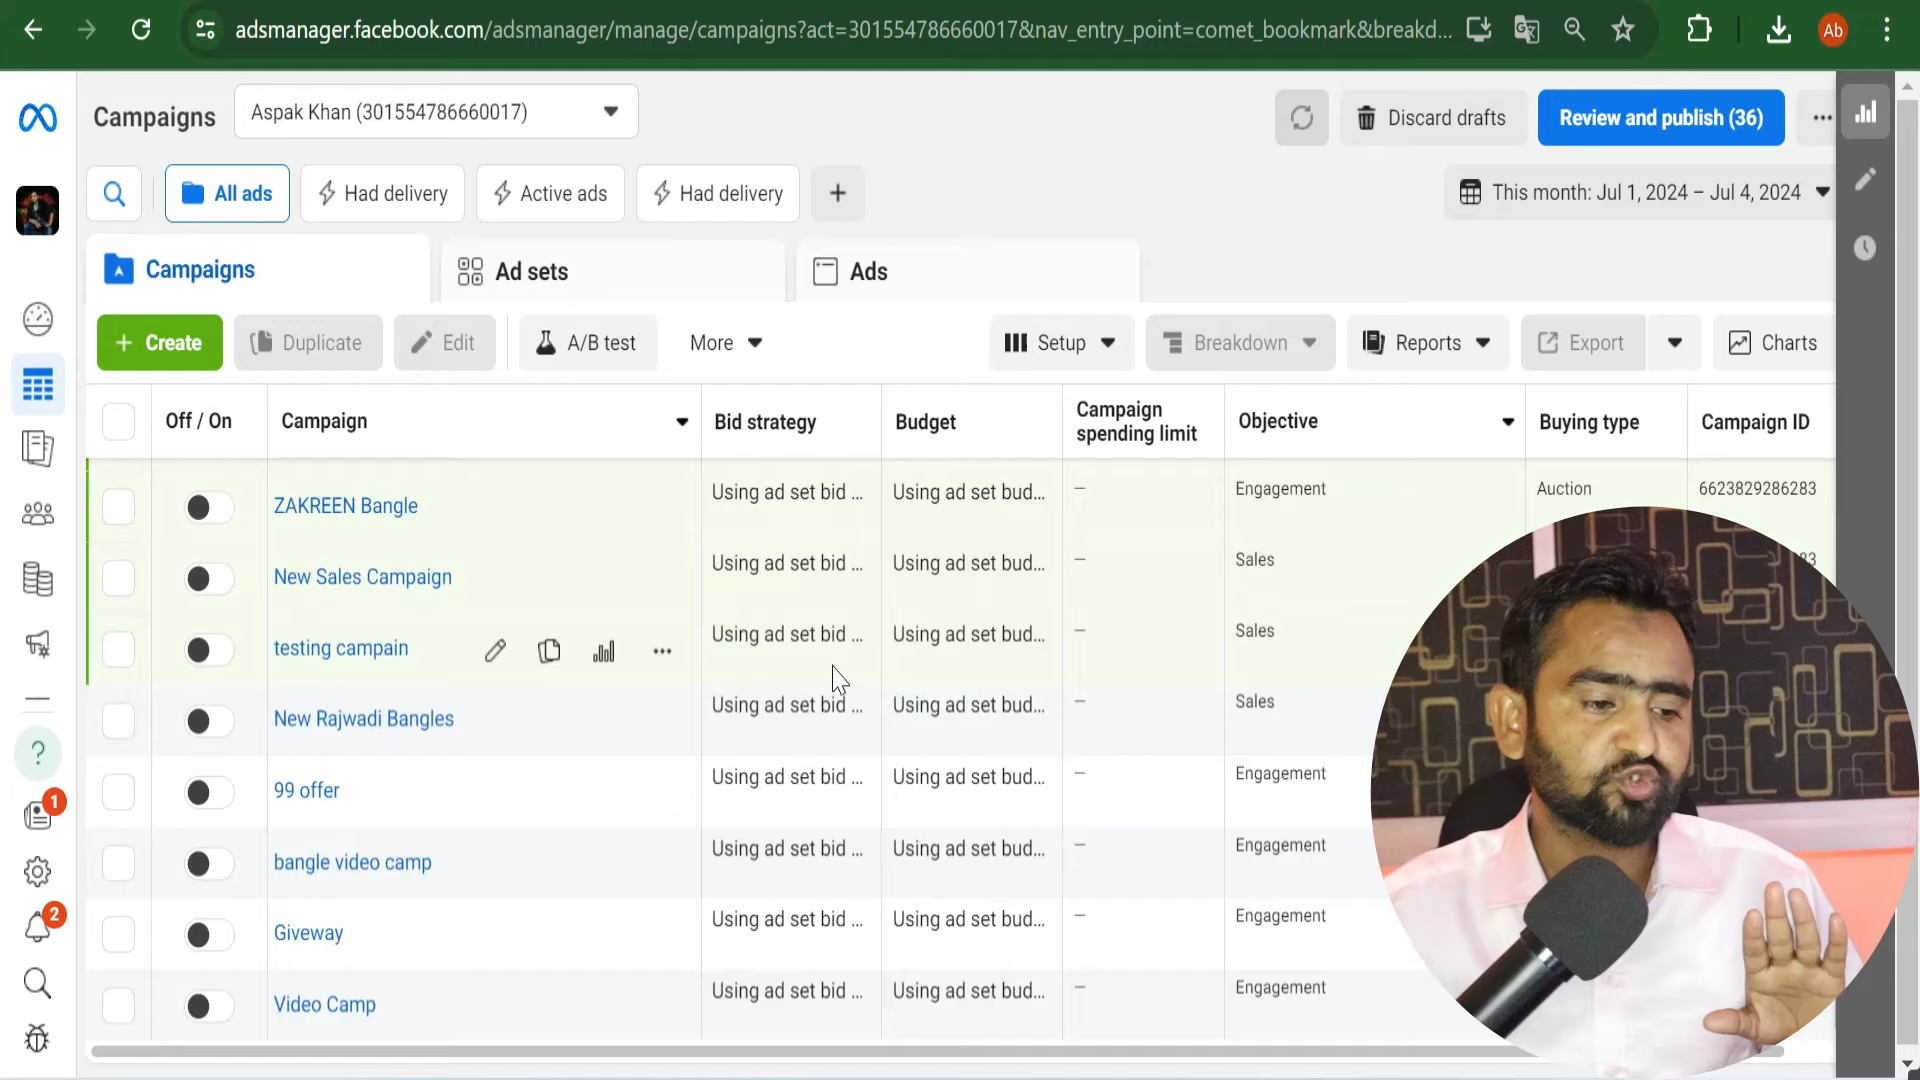 adsmanager.facebook.com/adsmanager/manage/campaigns?act=301554786660017&nav_entry_point=comet_bookmark&breakd...
Ab
Campaigns
Aspak Khan (301554786660017)
Discard drafts
Review and publish (36)
All ads
Had delivery
Active ads
Had delivery
This month: Jul 1, 2024 – Jul 4, 2024
Campaigns
Ad sets
Ads
+ Create
Duplicate
Edit
A/B test
More
Setup
Breakdown
Reports
Export
Charts
Off / On
Campaign
Bid strategy
Budget
Campaign
spending limit
Objective
Buying type
Campaign ID
ZAKREEN Bangle
Using ad set bid ...
Using ad set bud...
–
Engagement
Auction
6623829286283
New Sales Campaign
Using ad set bid ...
Using ad set bud...
–
Sales
testing campain
Using ad set bid ...
Using ad set bud...
–
Sales
New Rajwadi Bangles
Using ad set bid ...
Using ad set bud...
–
Sales
99 offer
Using ad set bid ...
Using ad set bud...
–
Engagement
bangle video camp
Using ad set bid ...
Using ad set bud...
–
Engagement
Giveway
Using ad set bid ...
Using ad set bud...
–
Engagement
Video Camp
Using ad set bid ...
Using ad set bud...
–
Engagement
1
2